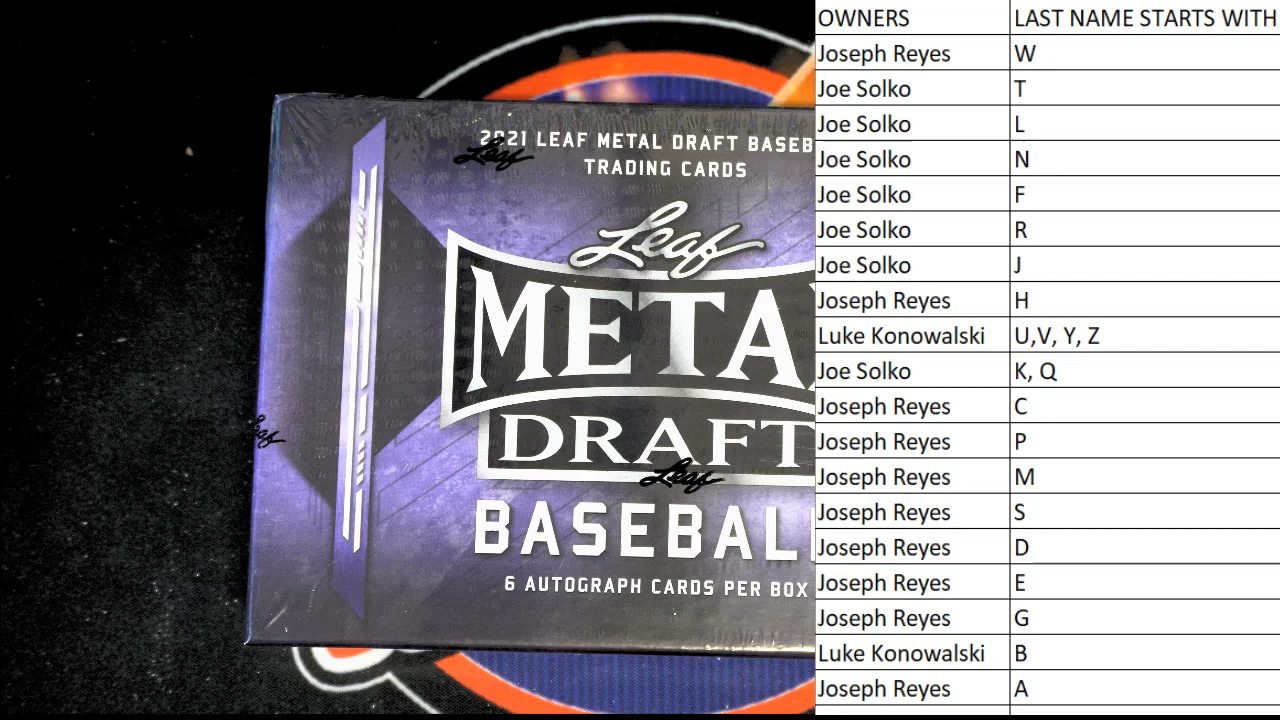 2021 LEAF METAL DRAFT BASEB
TRADING CARDS
Leaf
Leaf
META
DRAFT
Leaf
BASEBAL
6 AUTOGRAPH CARDS PER BOX
OWNERS LAST NAME STARTS WITH
Joseph Reyes W
Joe Solko T
Joe Solko L
Joe Solko N
Joe Solko F
Joe Solko R
Joe Solko J
Joseph Reyes H
Luke Konowalski U,V, Y, Z
Joe Solko K, Q
Joseph Reyes C
Joseph Reyes P
Joseph Reyes M
Joseph Reyes S
Joseph Reyes D
Joseph Reyes E
Joseph Reyes G
Luke Konowalski B
Joseph Reyes A